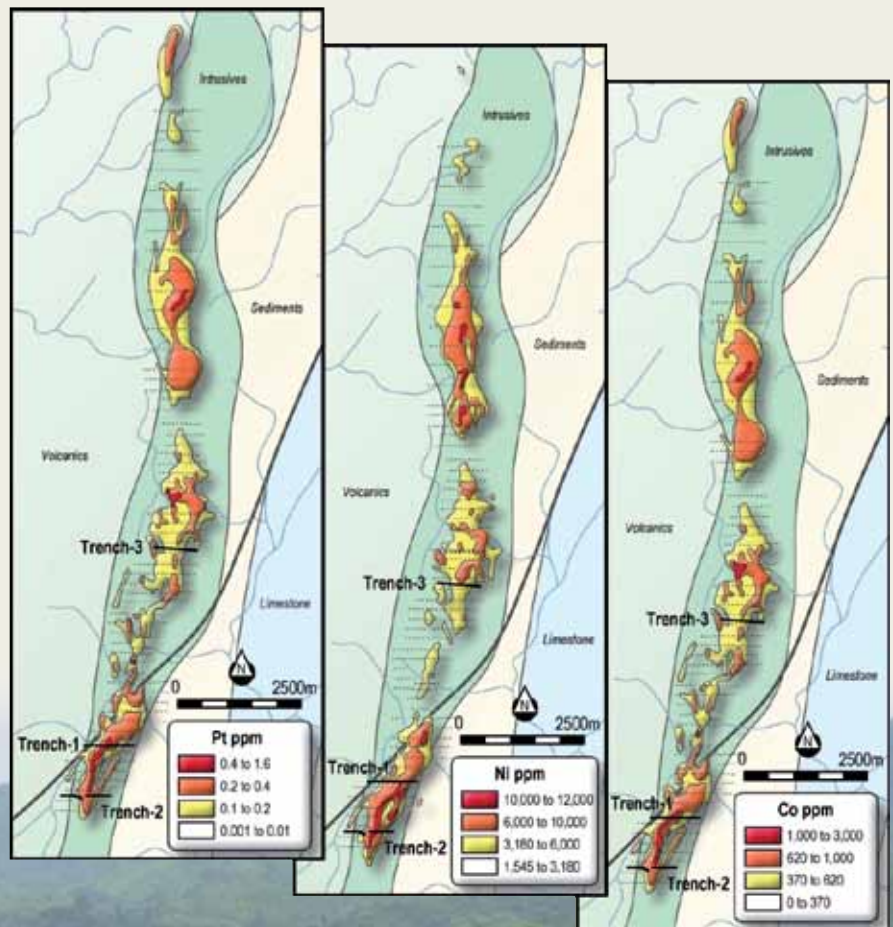 Intrusives
Sediments
Volcanics
Trench-3
Limestone
N
0 2500m
Trench-1
Trench-2
Pt ppm
0.4 to 1.6
0.2 to 0.4
0.1 to 0.2
0.001 to 0.01
Intrusives
Sediments
Volcanics
Trench-3
Limestone
N
0 2500m
Trench-1
Trench-2
Ni ppm
10,000 to 12,000
6,000 to 10,000
3,180 to 6,000
1,545 to 3,180
Intrusives
Sediments
Volcanics
Trench-3
Limestone
N
0 2500m
Trench-1
Trench-2
Co ppm
1,000 to 3,000
620 to 1,000
370 to 620
0 to 370